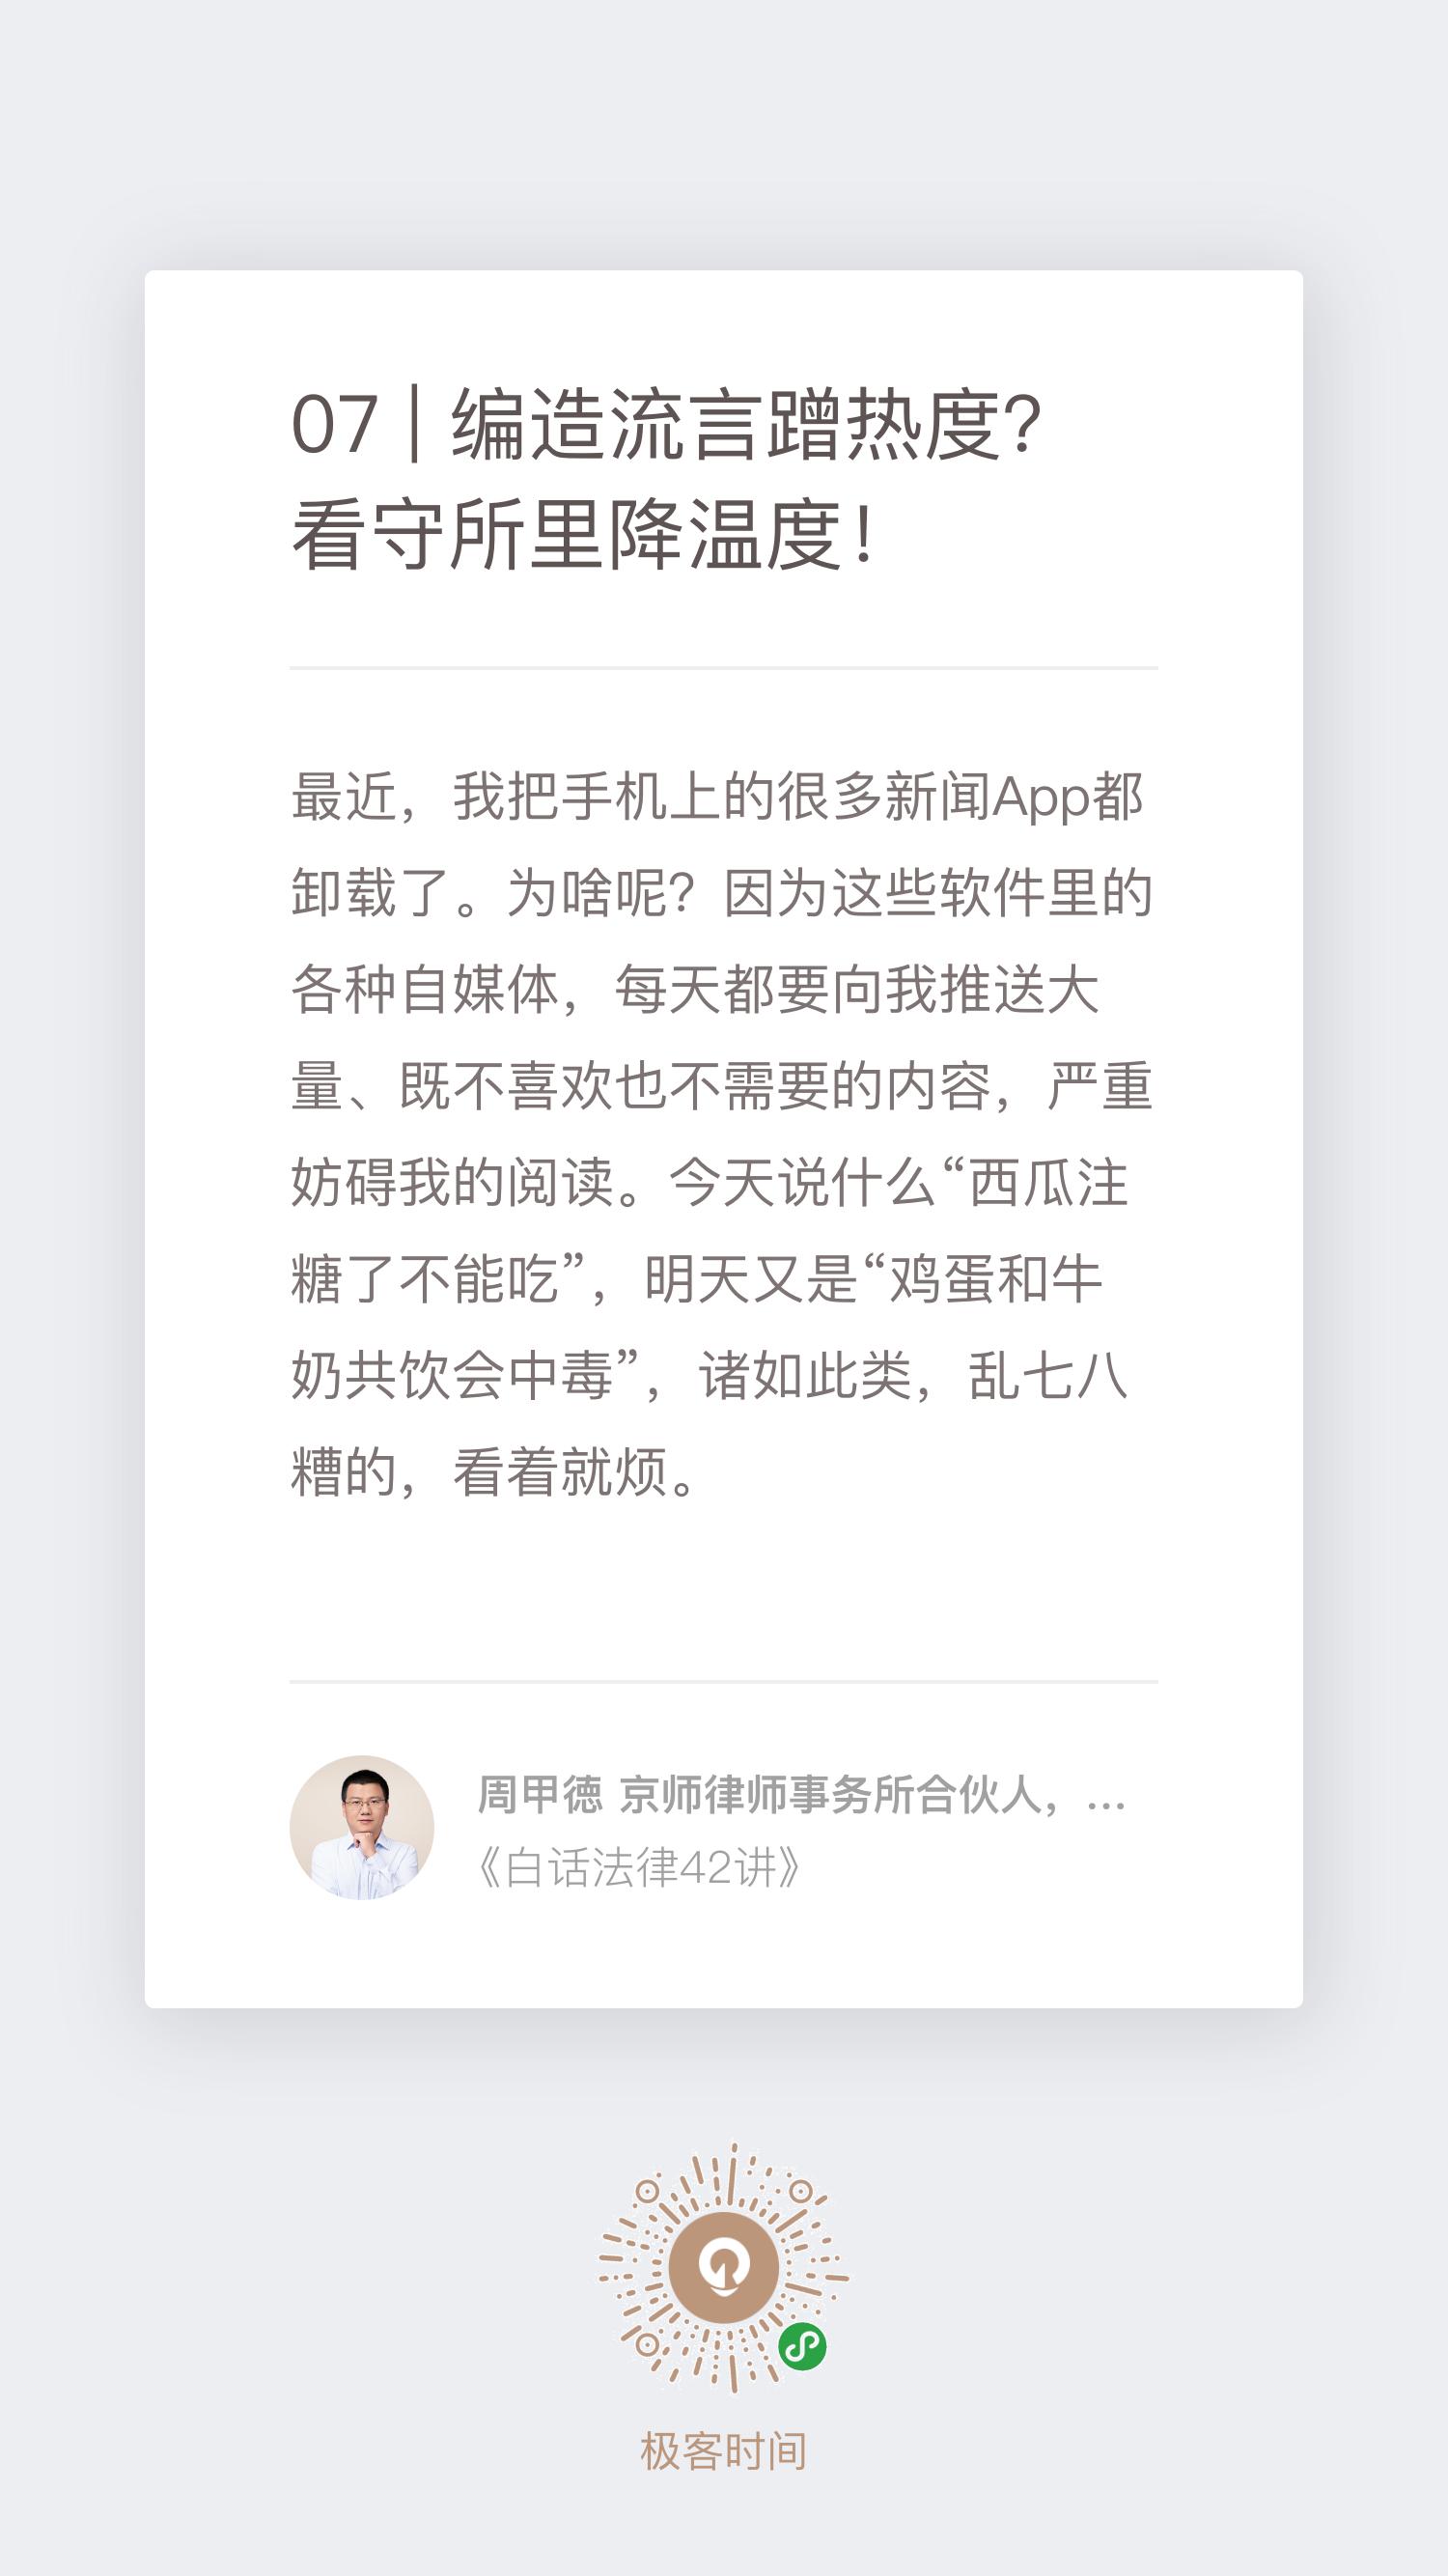 07 | 编造流言蹭热度？
看守所里降温度！
最近，我把手机上的很多新闻App都
卸载了。为啥呢？因为这些软件里的
各种自媒体，每天都要向我推送大
量、既不喜欢也不需要的内容，严重
妨碍我的阅读。今天说什么“西瓜注
糖了不能吃”，明天又是“鸡蛋和牛
奶共饮会中毒”，诸如此类，乱七八
糟的，看着就烦。
周甲徳 京师律师事务所合伙人，...
《白话法律42讲》
极客时间